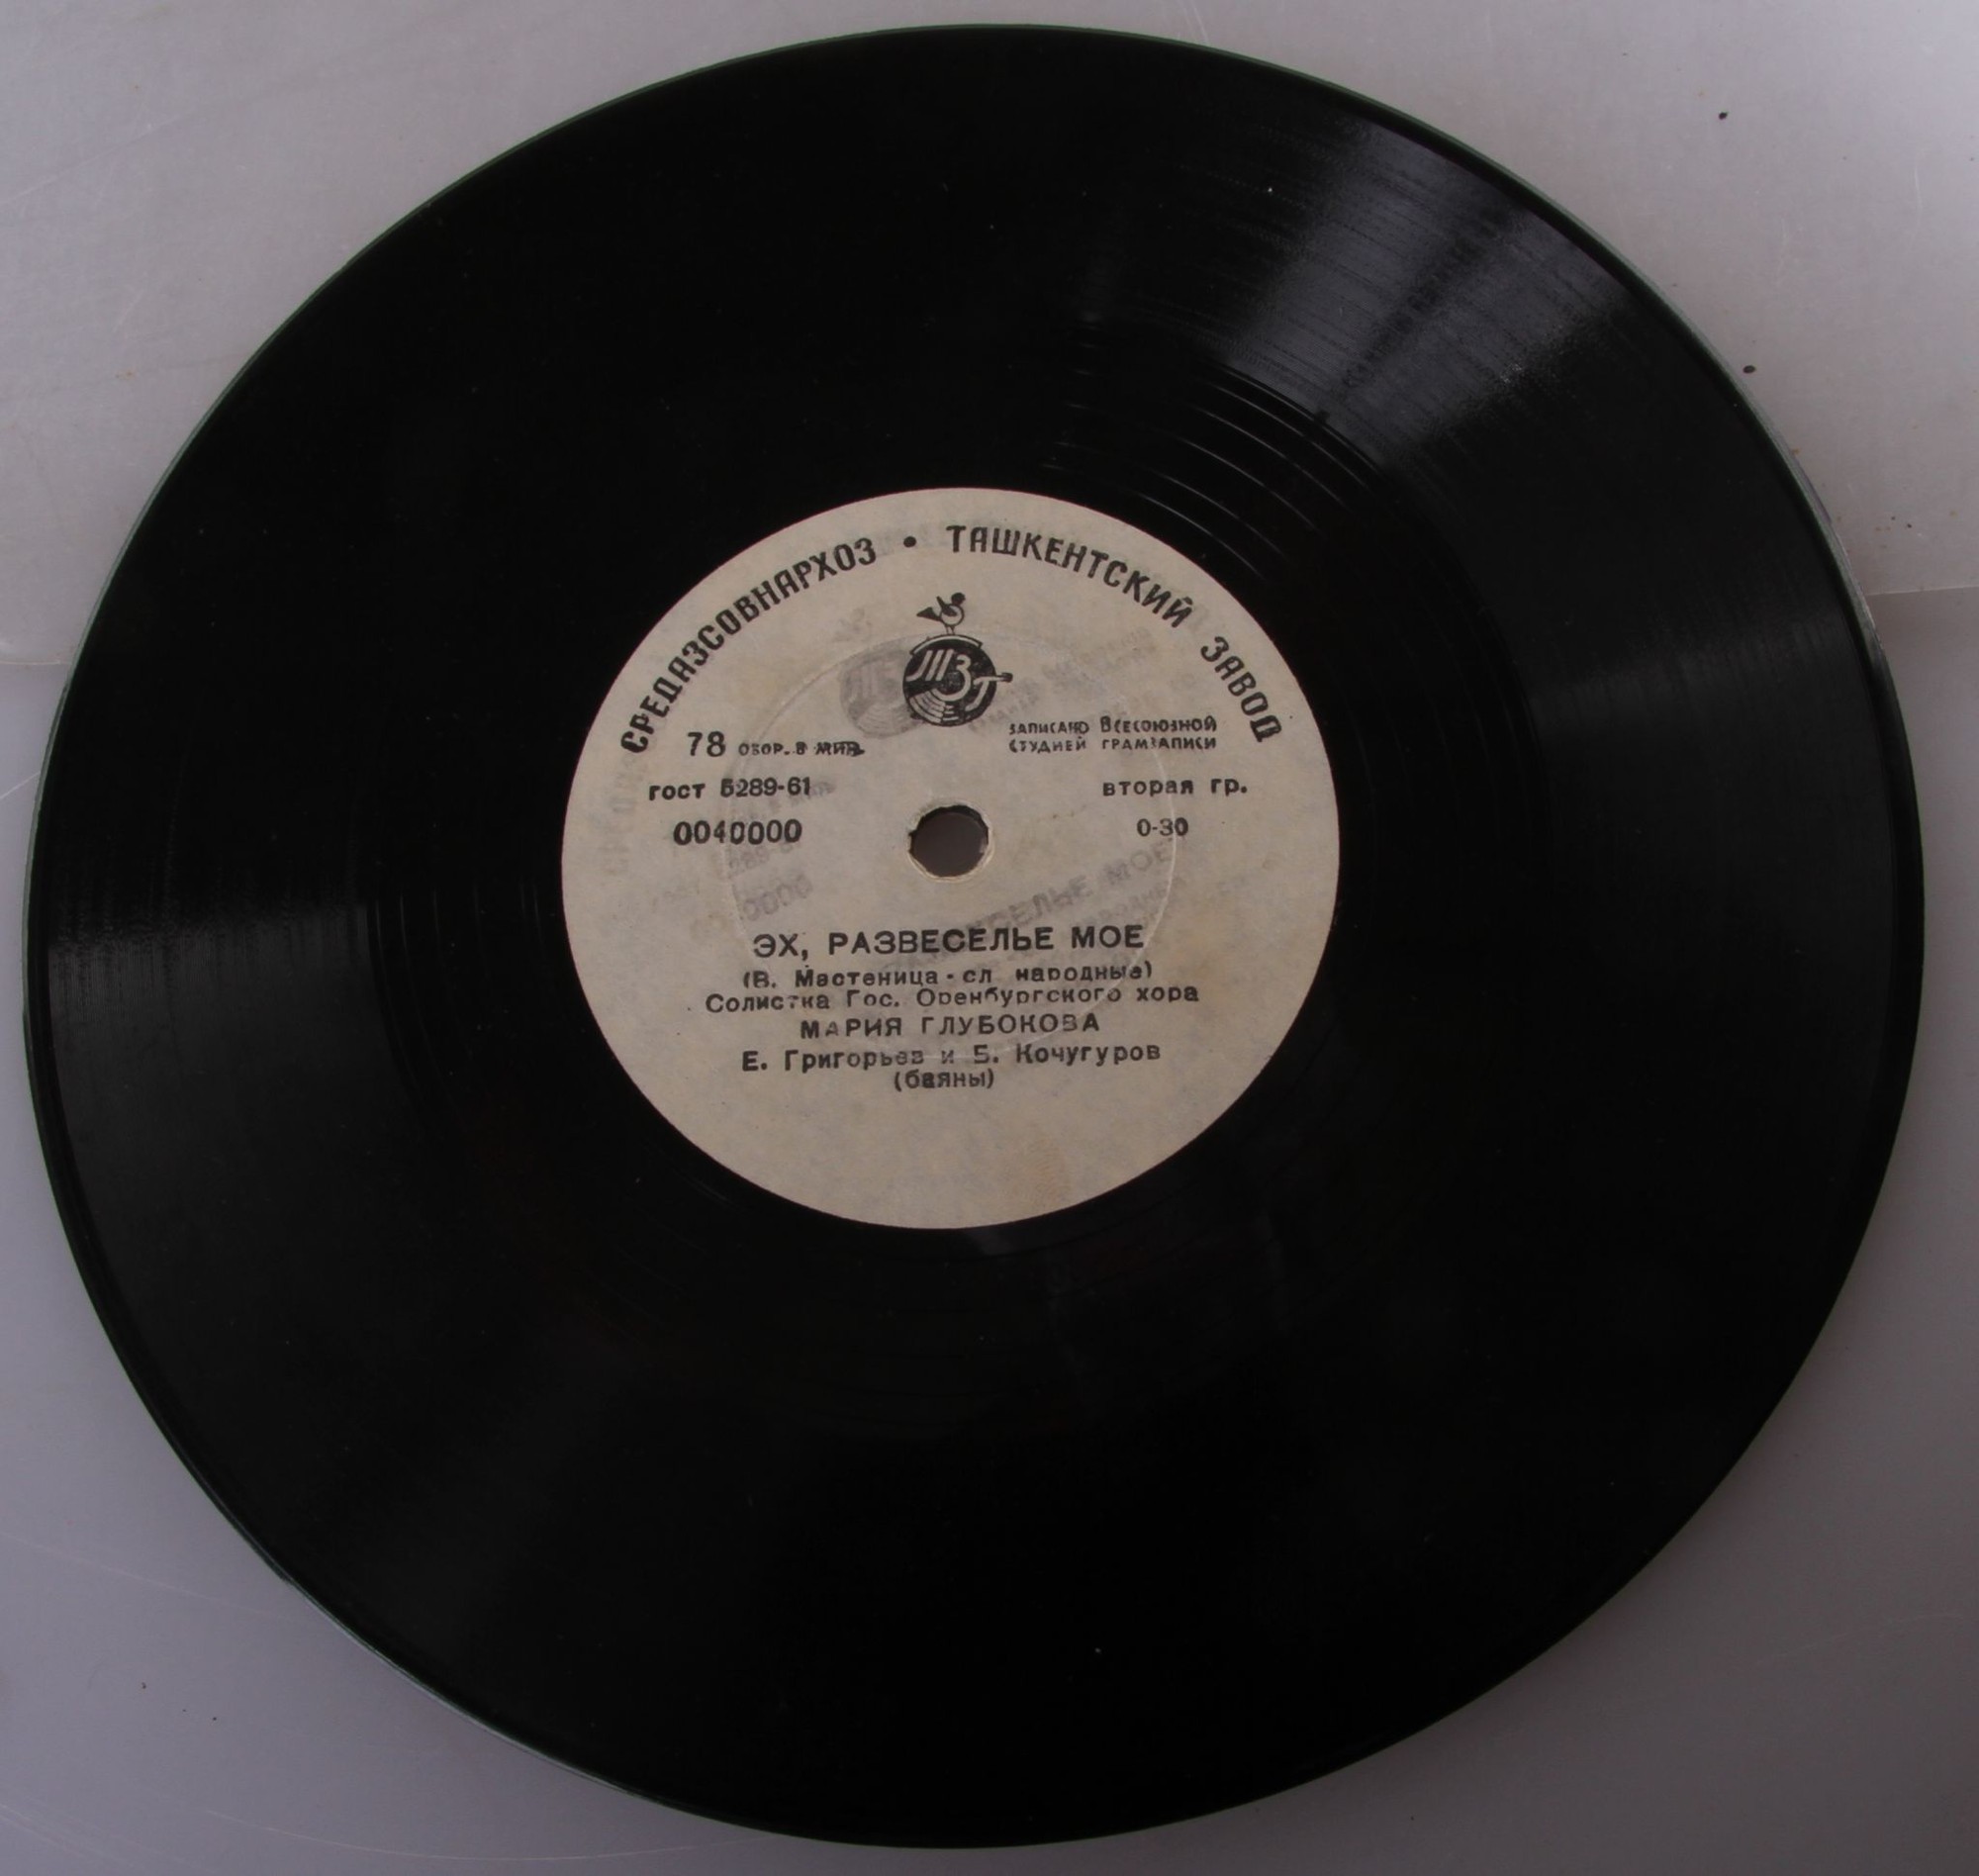 СРЕДАЗСОВНАРХОЗ • ТАШКЕНТСКИЙ ЗАВОД
ТЗГ
78 ОБОР. В МИН.
ЗАПИСАНО ВСЕСОЮЗНОЙ
СТУДИЕЙ ГРАМЗАПИСИ
ГОСТ 5289-61
вторая гр.
0040000
0-30
ЭХ, РАЗВЕСЕЛЬЕ МОЕ
(В. Мастеница - сл народные)
Солистка Гос. Оренбургского хора
МАРИЯ ГЛУБОКОВА
Е. Григорьев и Б. Кочугуров
(баяны)